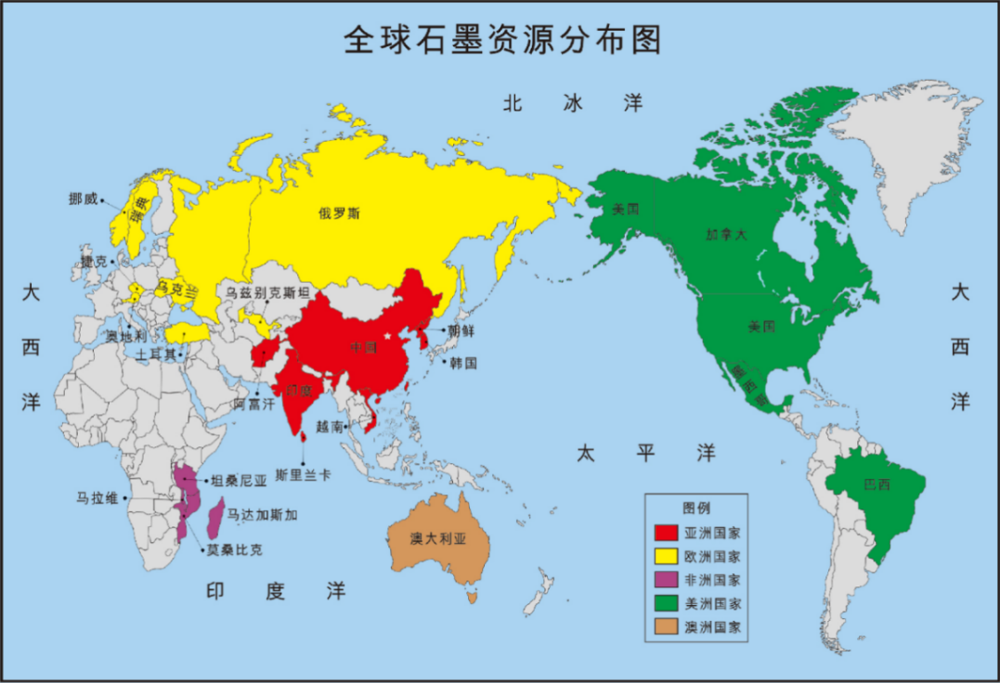 全球石墨资源分布图
北冰洋
挪威
瑞典
俄罗斯
美国
加拿大
捷克
乌克兰
乌兹别克斯坦
大西洋
大西洋
奥地利
土耳其
中国
朝鲜
韩国
美国
墨西哥
阿富汗
印度
越南
斯里兰卡
太平洋
巴西
坦桑尼亚
马拉维
马达加斯加
莫桑比克
澳大利亚
印度洋
图例
亚洲国家
欧洲国家
非洲国家
美洲国家
澳洲国家